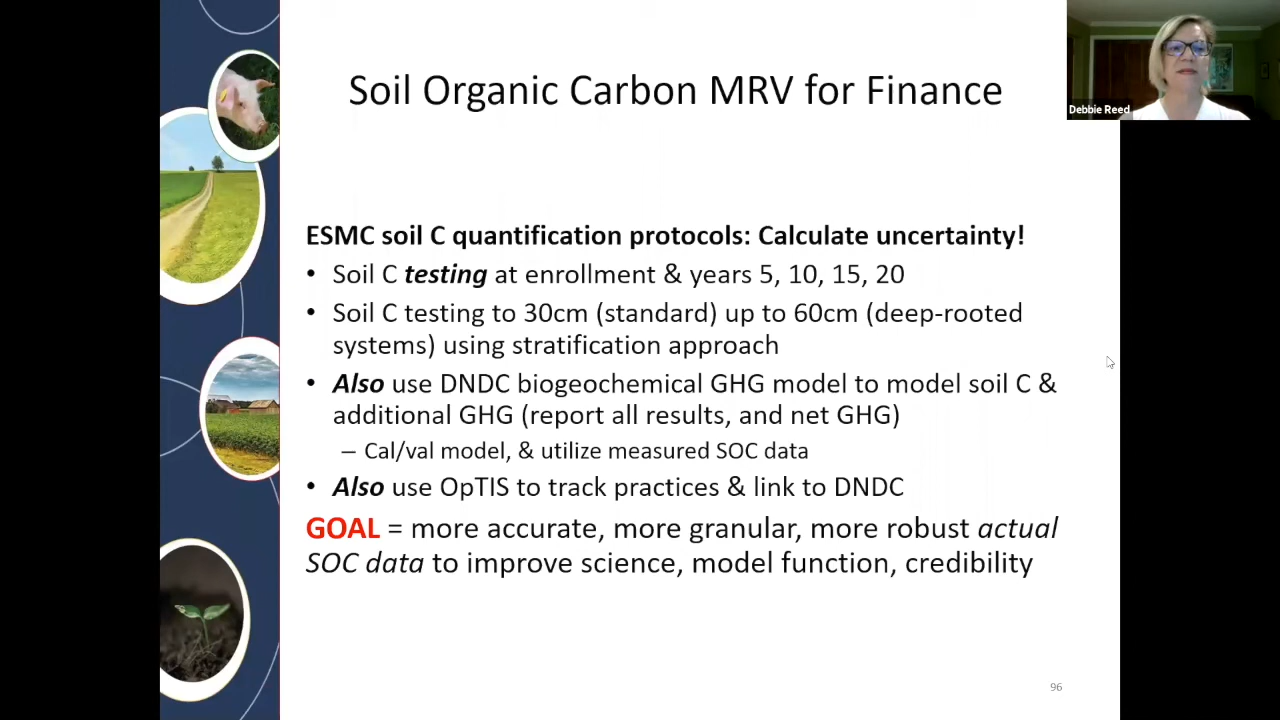 Soil Organic Carbon MRV for Finance
Debbie Reed
ESMC soil C quantification protocols: Calculate uncertainty!
• Soil C testing at enrollment & years 5, 10, 15, 20
• Soil C testing to 30cm (standard) up to 60cm (deep-rooted
systems) using stratification approach
• Also use DNDC biogeochemical GHG model to model soil C &
additional GHG (report all results, and net GHG)
– Cal/val model, & utilize measured SOC data
• Also use OpTIS to track practices & link to DNDC
GOAL = more accurate, more granular, more robust actual
SOC data to improve science, model function, credibility
96